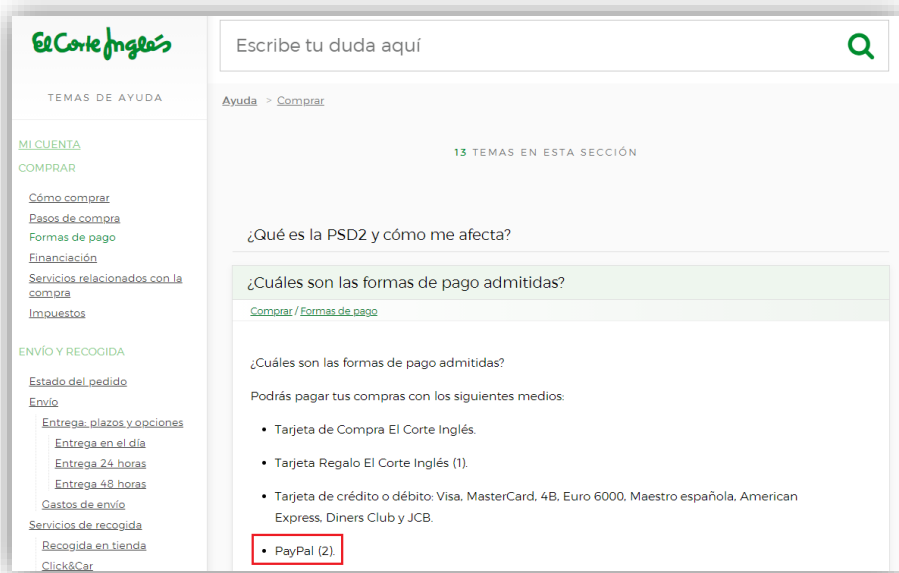 El Corte Inglés
Escribe tu duda aquí
TEMAS DE AYUDA
MI CUENTA
COMPRAR
Cómo comprar
Pasos de compra
Formas de pago
Financiación
Servicios relacionados con la
compra
Impuestos
ENVÍO Y RECOGIDA
Estado del pedido
Envío
Entrega: plazos y opciones
Entrega en el día
Entrega 24 horas
Entrega 48 horas
Gastos de envío
Servicios de recogida
Recogida en tienda
Click&Car
Ayuda > Comprar
13 TEMAS EN ESTA SECCIÓN
¿Qué es la PSD2 y cómo me afecta?
¿Cuáles son las formas de pago admitidas?
Comprar / Formas de pago
¿Cuáles son las formas de pago admitidas?
Podrás pagar tus compras con los siguientes medios:
• Tarjeta de Compra El Corte Inglés.
• Tarjeta Regalo El Corte Inglés (1).
• Tarjeta de crédito o débito: Visa, MasterCard, 4B, Euro 6000, Maestro española, American
Express, Diners Club y JCB.
• PayPal (2).